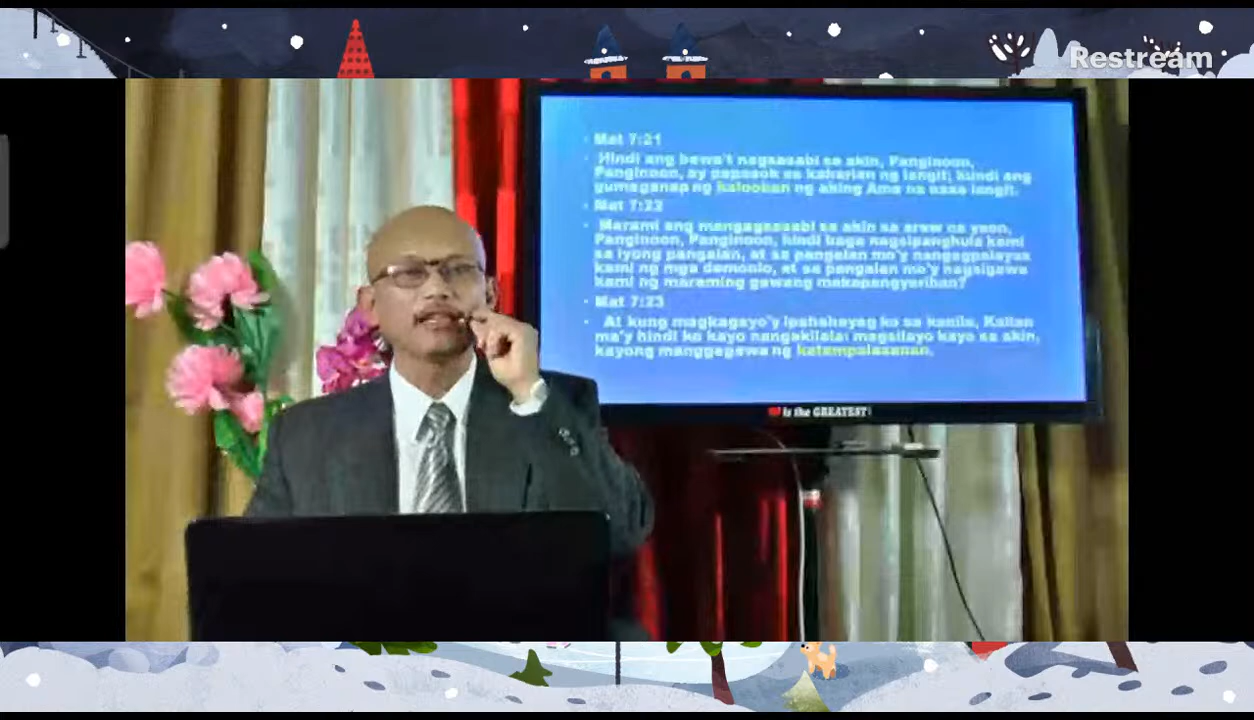 Restream
Mat 7:21
Hindi ang bawa't nagsasabi sa akin, Panginoon,
Panginoon, ay papasok sa kaharian ng langit; kundi ang
gumaganap ng kalooban ng aking Ama na nasa langit.
Mat 7:22
Marami ang mangagsasabi sa akin sa araw na yaon,
Panginoon, Panginoon, hindi baga nagsipanghula kami
sa iyong pangalan, at sa pangalan mo'y nangagpalayas
kami ng mga demonio, at sa pangalan mo'y nagsigawa
kami ng maraming gawang makapangyarihan?
Mat 7:23
At kung magkagayo'y ipahahayag ko sa kanila, Kailan
ma'y hindi ko kayo nangakilala: magsilayo kayo sa akin,
kayong manggagawa ng katampalasanan.
is the GREATEST!